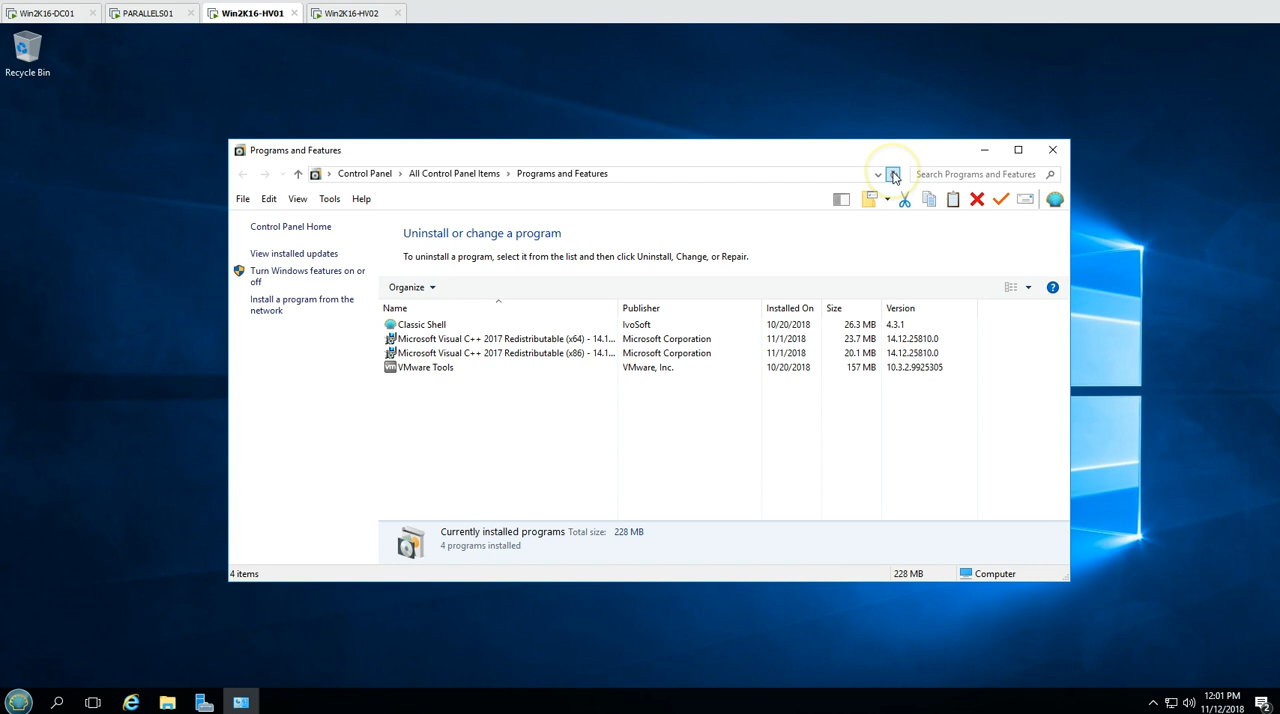 Win2K16-DC01
PARALLELS01
Win2K16-HV01
Win2K16-HV02
Recycle Bin
Programs and Features
Control Panel
All Control Panel Items
Programs and Features
Search Programs and Features
File
Edit
View
Tools
Help
Control Panel Home
View installed updates
Turn Windows features on or
off
Install a program from the
network
Uninstall or change a program
To uninstall a program, select it from the list and then click Uninstall, Change, or Repair.
Organize
Name
Publisher
Installed On
Size
Version
Classic Shell
IvoSoft
10/20/2018
26.3 MB
4.3.1
Microsoft Visual C++ 2017 Redistributable (x64) - 14.1...
Microsoft Corporation
11/1/2018
23.7 MB
14.12.25810.0
Microsoft Visual C++ 2017 Redistributable (x86) - 14.1...
Microsoft Corporation
11/1/2018
20.1 MB
14.12.25810.0
vm
VMware Tools
VMware, Inc.
10/20/2018
157 MB
10.3.2.9925305
Currently installed programs
Total size:
228 MB
4 programs installed
4 items
228 MB
Computer
12:01 PM
11/12/2018
2